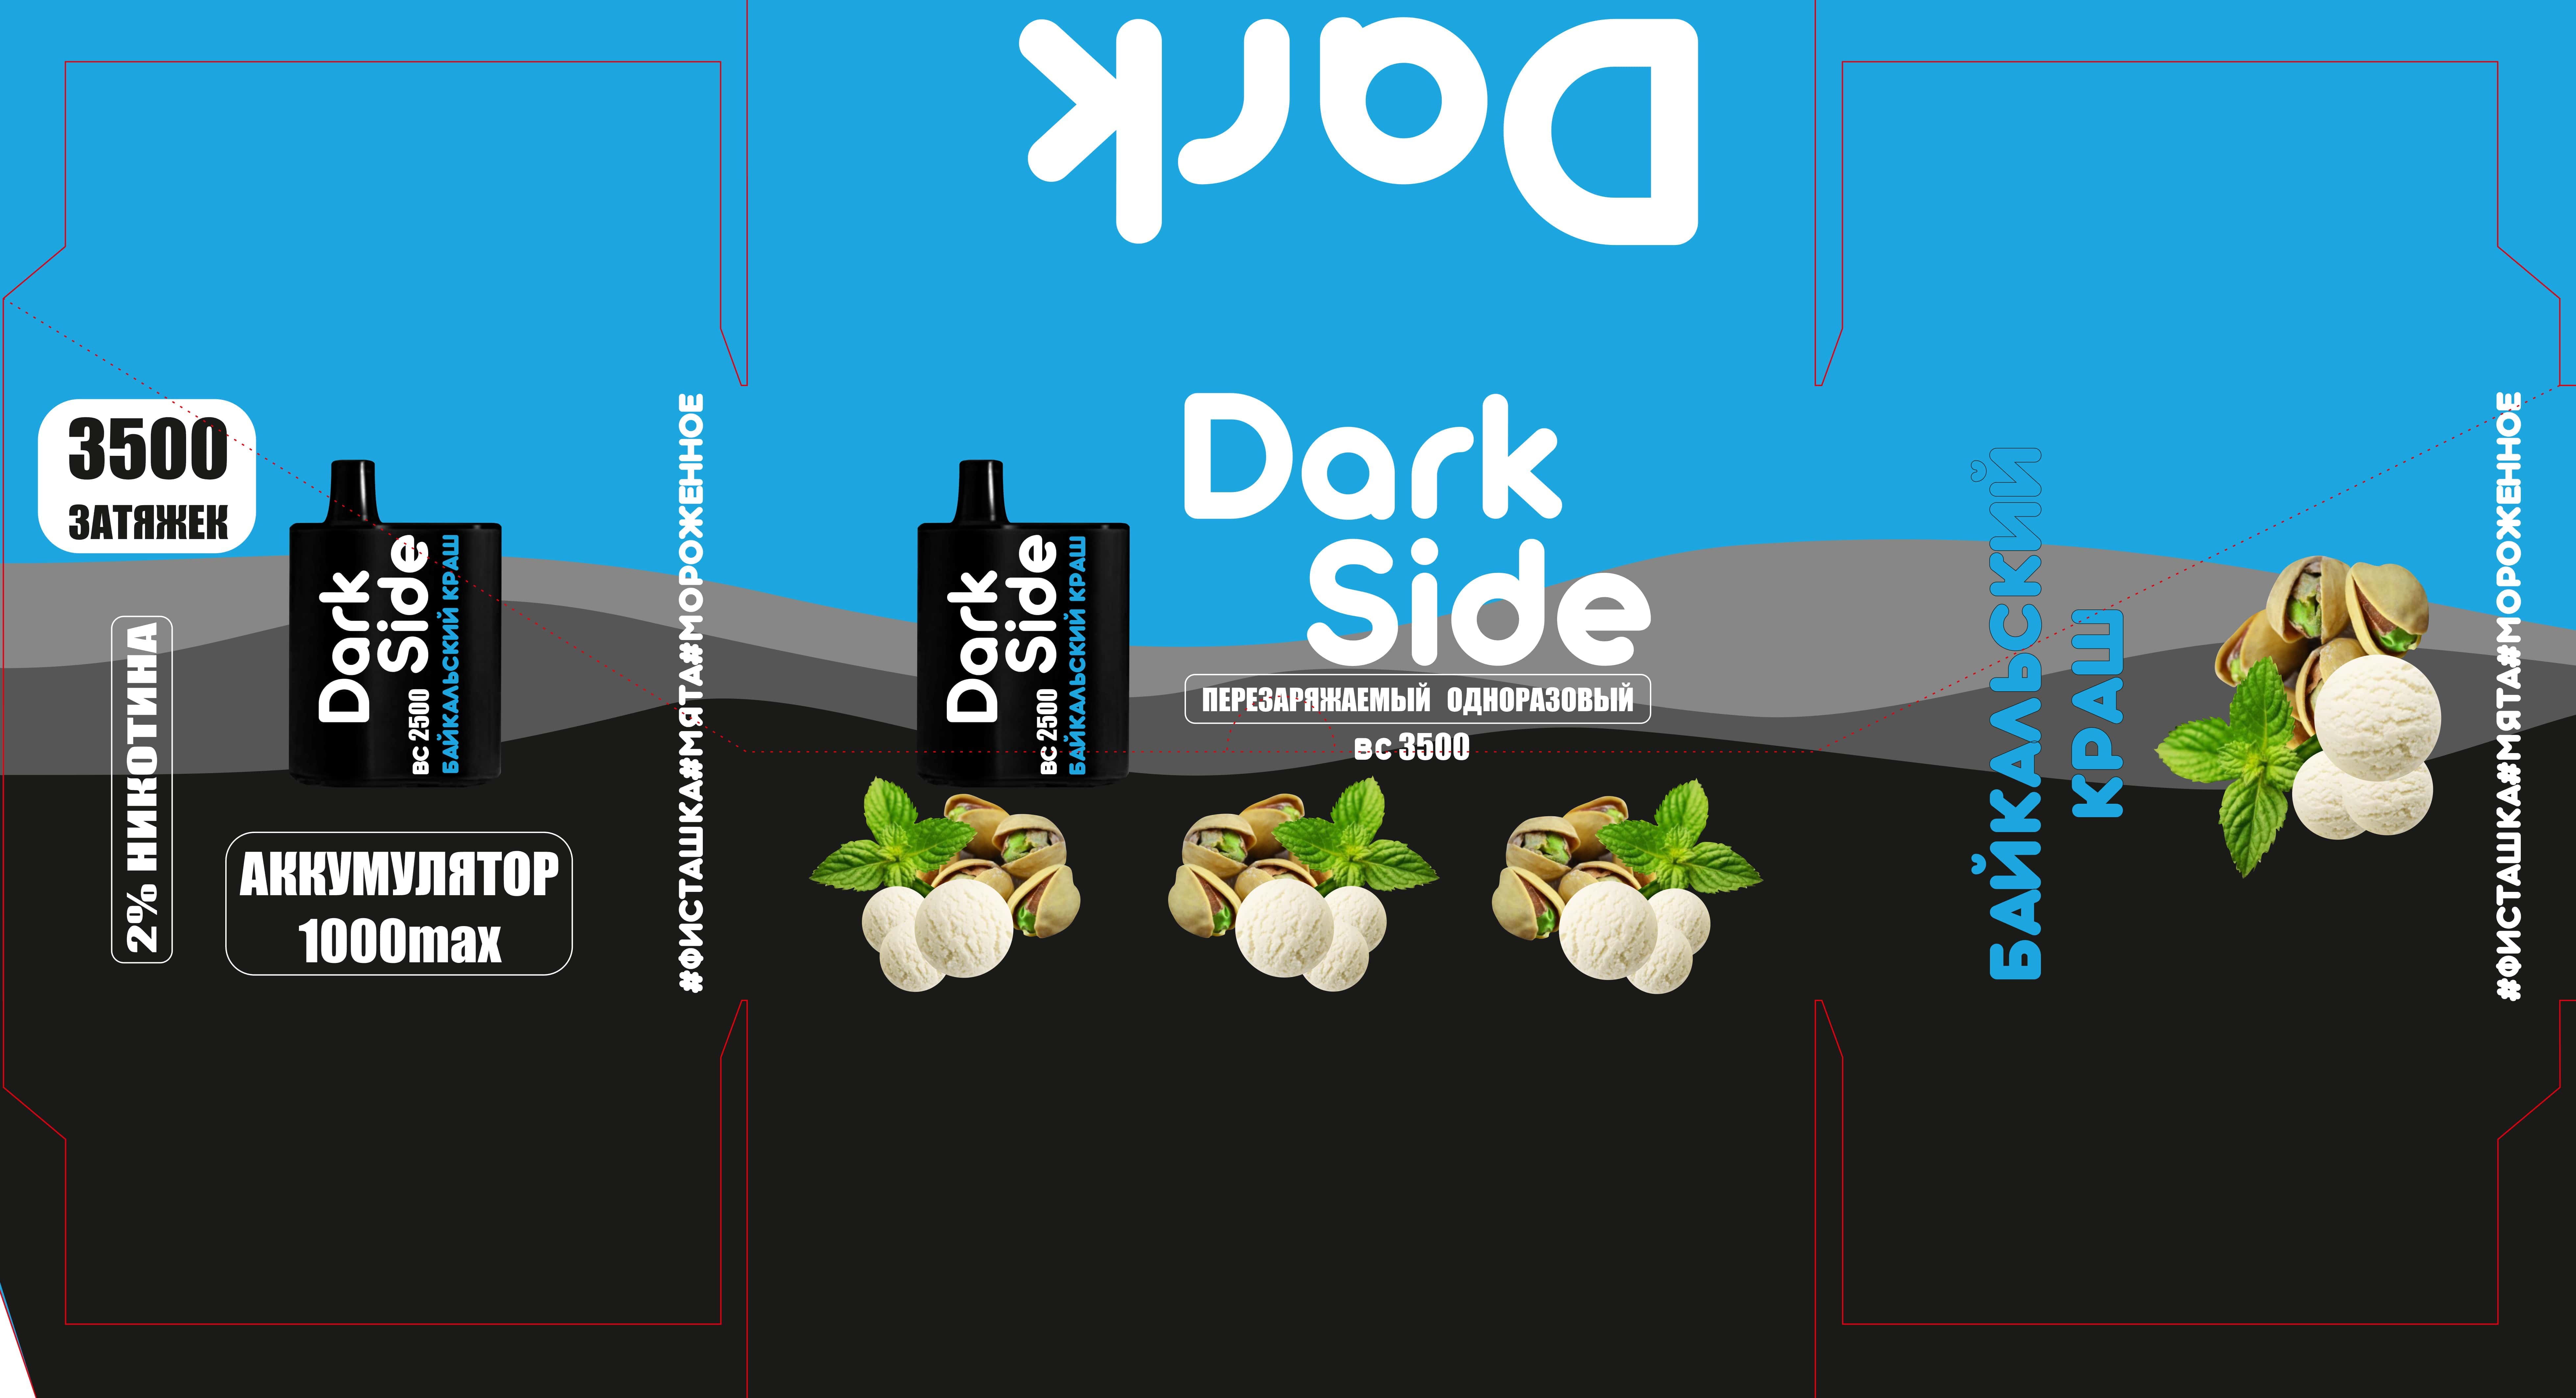 Dark
3500
ЗАТЯЖЕК
2% НИКОТИНА
Dark
Side
вс 2500
БАЙКАЛЬСКИЙ КРАШ
АККУМУЛЯТОР
1000max
#ФИСТАШКА#МЯТА#МОРОЖЕННОЕ
Dark
Side
вс 2500
БАЙКАЛЬСКИЙ КРАШ
Dark
Side
ПЕРЕЗАРЯЖАЕМЫЙ ОДНОРАЗОВЫЙ
вс 3500
БАЙКАЛЬСКИЙ
КРАШ
#ФИСТАШКА#МЯТА#МОРОЖЕННОЕ